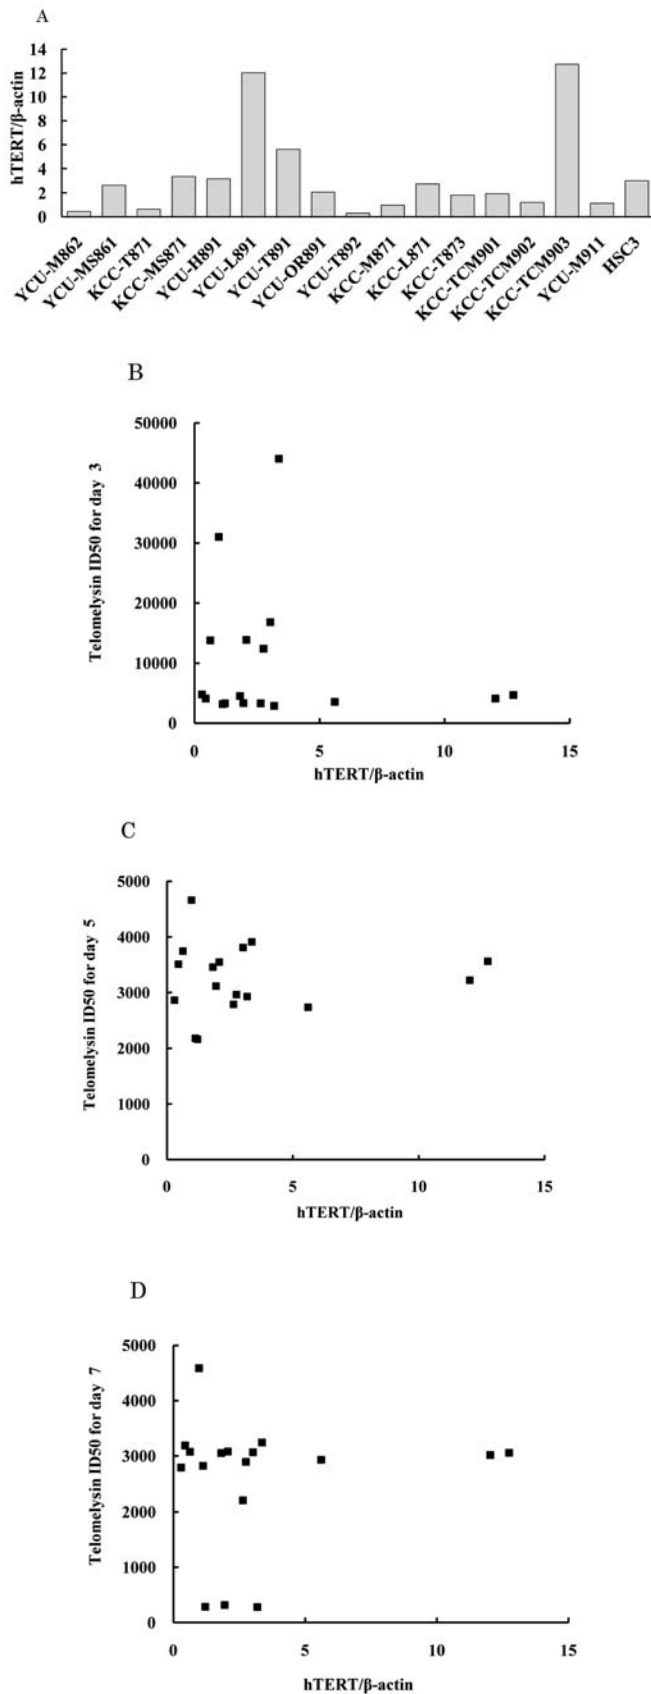 A
hTERT/β-actin
14
12
10
8
6
4
2
0
YCU-M862
YCU-MS861
KCC-T871
KCC-MS871
YCU-H891
YCU-L891
YCU-T891
YCU-OR891
YCU-T892
KCC-M871
KCC-L871
KCC-T873
KCC-TCM901
KCC-TCM902
KCC-TCM903
YCU-M911
HSC3
B
Telomelysin ID50 for day 3
50000
40000
30000
20000
10000
0
0 5 10 15
hTERT/β-actin
C
Telomelysin ID50 for day 5
5000
4000
3000
2000
1000
0
0 5 10 15
hTERT/β-actin
D
Telomelysin ID50 for day 7
5000
4000
3000
2000
1000
0
0 5 10 15
hTERT/β-actin